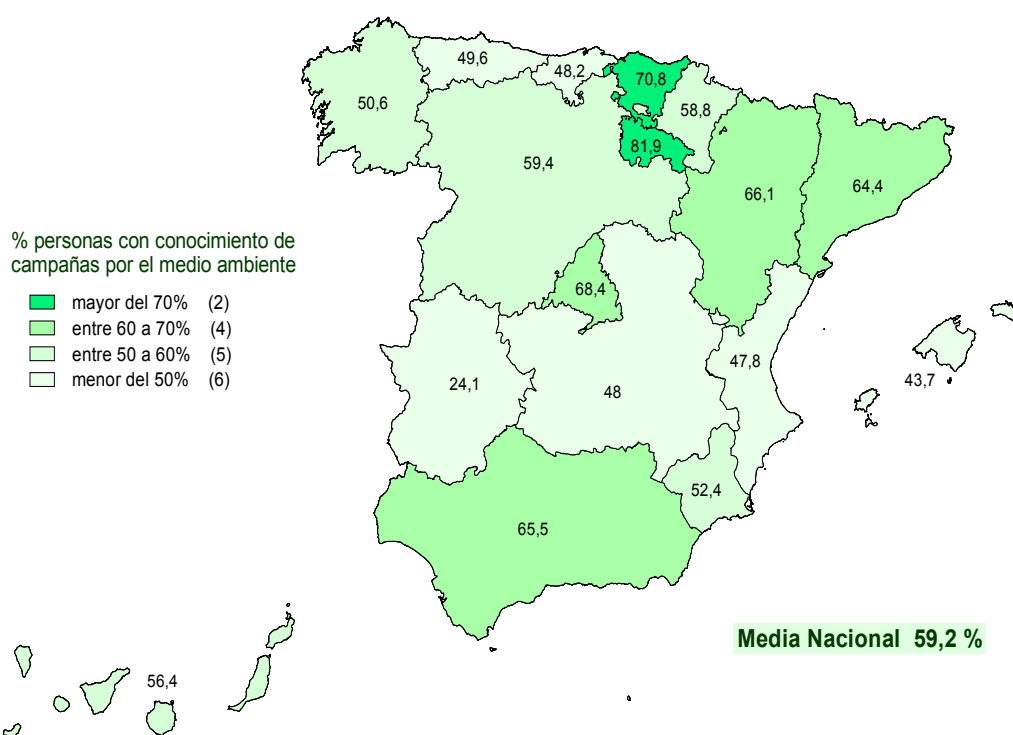 49,6
48,2
70,8
50,6
58,8
81,9
59,4
66,1
64,4
% personas con conocimiento de
campañas por el medio ambiente
mayor del 70% (2)
entre 60 a 70% (4)
entre 50 a 60% (5)
menor del 50% (6)
68,4
47,8
43,7
24,1
48
52,4
65,5
Media Nacional 59,2 %
56,4